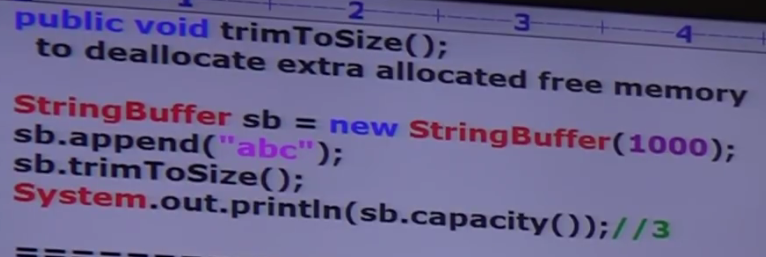 1 2 3 4
public void trimToSize();
to deallocate extra allocated free memory
StringBuffer sb = new StringBuffer(1000);
sb.append("abc");
sb.trimToSize();
System.out.println(sb.capacity());//3
=======